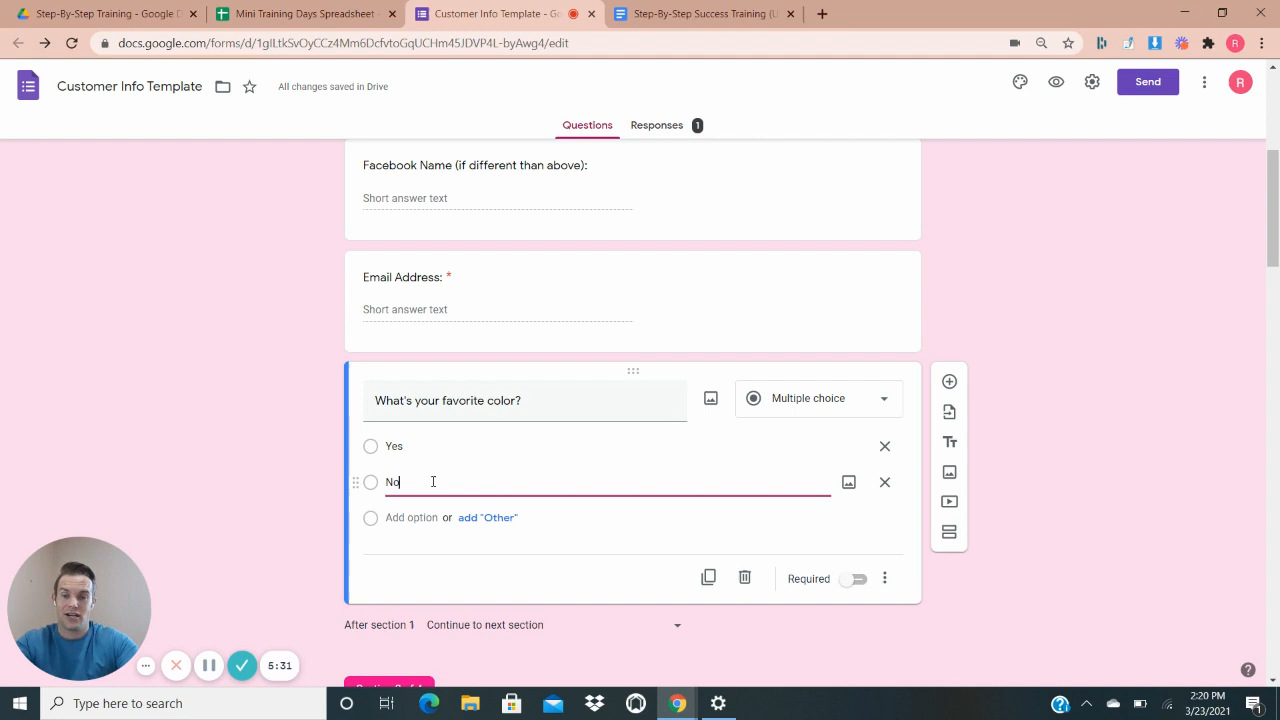 Step-By-Step Training - Google D
Mini Training Days Spreadsheet -
Customer Info Template - Go
Step-By-Step Success Training (L
docs.google.com/forms/d/1gILtkSvOyCCz4Mm6DcfvtoGqUCHm45JDVP4L-byAwg4/edit
R
Customer Info Template
All changes saved in Drive
Send
R
Questions
Responses
1
Facebook Name (if different than above):
Short answer text
Email Address: *
Short answer text
What's your favorite color?
Multiple choice
Yes
No
Add option or add "Other"
Required
After section 1 Continue to next section
5:31
Type here to search
2:20 PM
3/23/2021
1